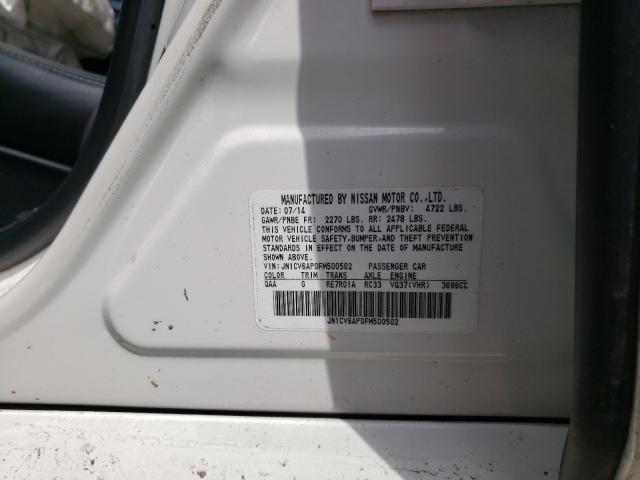 MANUFACTURED BY NISSAN MOTOR CO.,LTD.
DATE: 07/14 GVWR/PNBV: 4722 LBS.
GAWR/PNBE FR: 2270 LBS. RR: 2478 LBS.
THIS VEHICLE CONFORMS TO ALL APPLICABLE FEDERAL
MOTOR VEHICLE SAFETY,BUMPER,AND THEFT PREVENTION
STANDARDS IN EFFECT ON THE DATE OF MANUFACTURE
SHOWN ABOVE.
VIN: JN1CV6AP0FM500502 PASSENGER CAR
COLOR TRIM TRANS AXLE ENGINE
QAA G RE7R01A RC33 VQ37(VHR) 3696CC
JN1CV6AP0FM500502